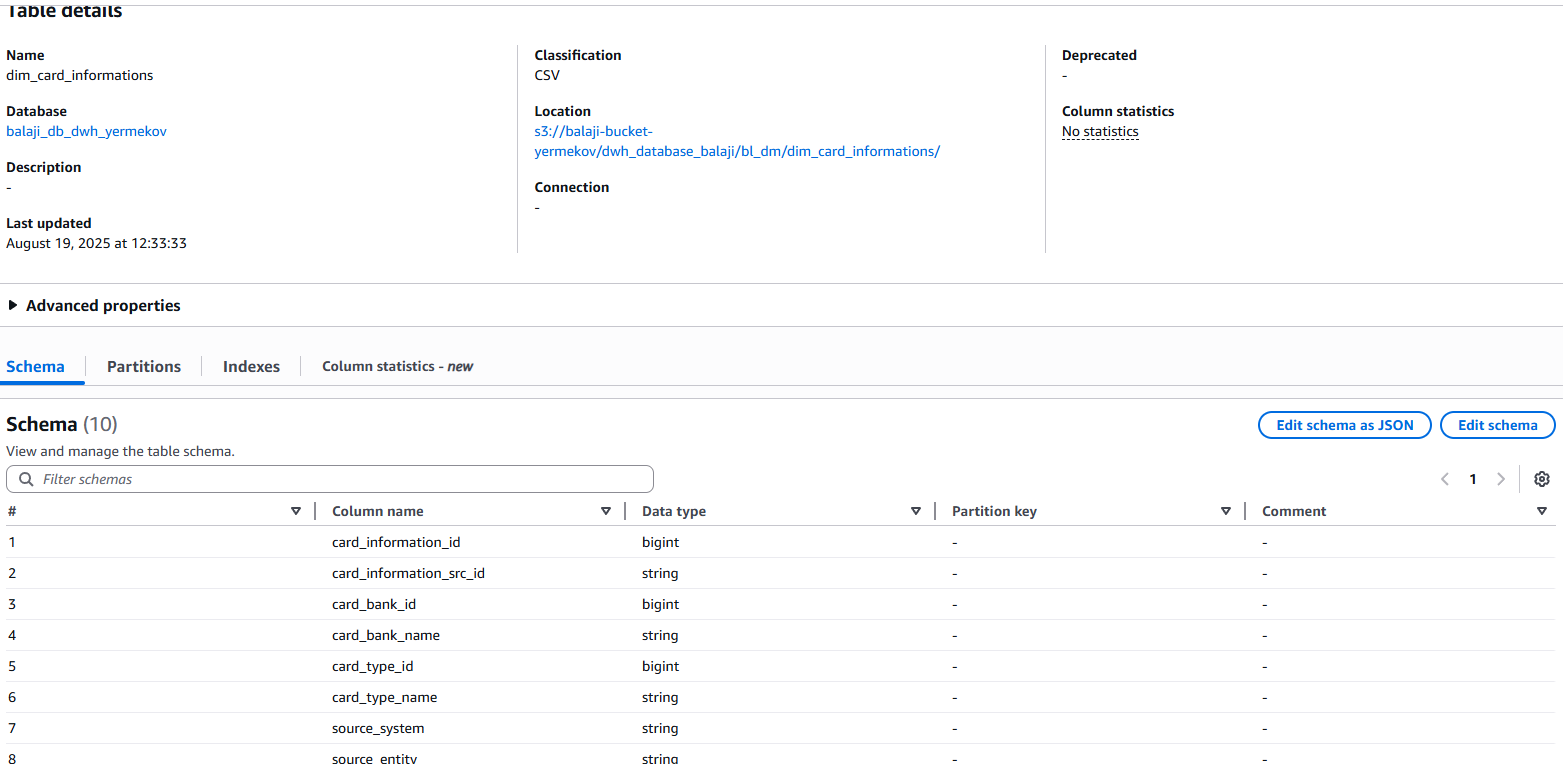 Table details
Name
dim_card_informations
Database
balaji_db_dwh_yermekov
Description
-
Last updated
August 19, 2025 at 12:33:33
Classification
CSV
Location
s3://balaji-bucket-
yermekov/dwh_database_balaji/bl_dm/dim_card_informations/
Connection
-
Deprecated
-
Column statistics
No statistics
Advanced properties
Schema Partitions Indexes Column statistics - new
Schema (10) Edit schema as JSON Edit schema
View and manage the table schema.
Filter schemas 1
# Column name Data type Partition key Comment
1 card_information_id bigint - -
2 card_information_src_id string - -
3 card_bank_id bigint - -
4 card_bank_name string - -
5 card_type_id bigint - -
6 card_type_name string - -
7 source_system string - -
8 source_entity string - -